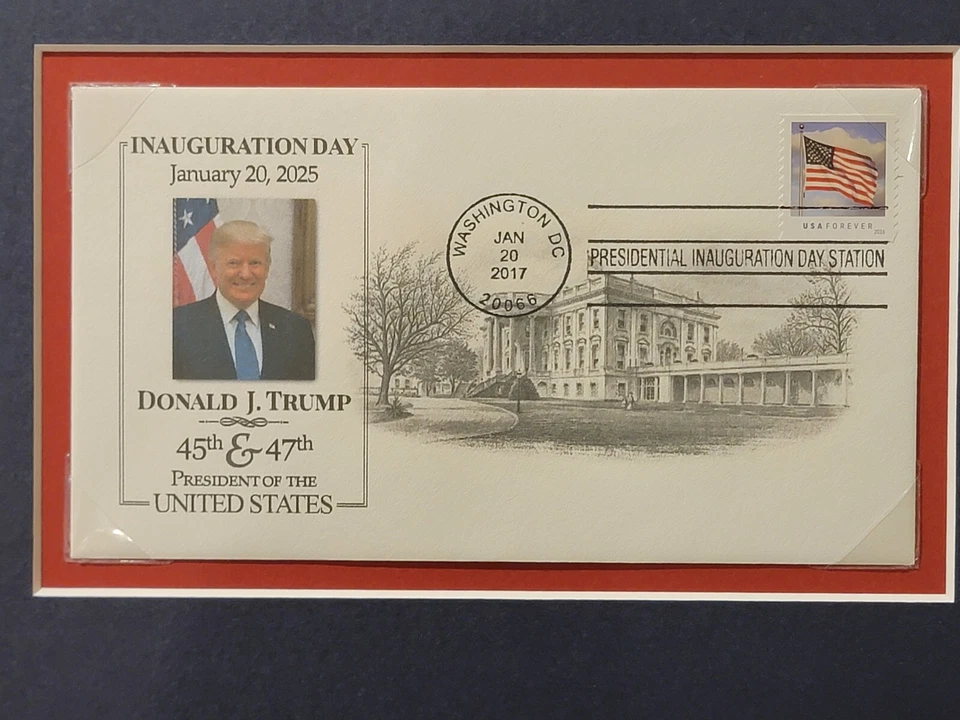 INAUGURATION DAY
January 20, 2025
DONALD J. TRUMP
45th & 47th
PRESIDENT OF THE
UNITED STATES
WASHINGTON DC
JAN
20
2017
20066
USA FOREVER
PRESIDENTIAL INAUGURATION DAY STATION